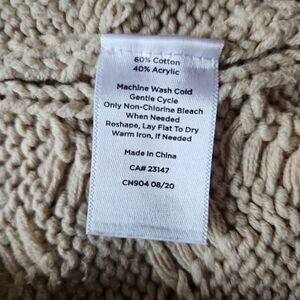 60% Cotton
40% Acrylic
Machine Wash Cold
Gentle Cycle
Only Non-Chlorine Bleach
When Needed
Reshape, Lay Flat To Dry
Warm Iron, If Needed
Made In China
CA# 23147
CN904 08/20